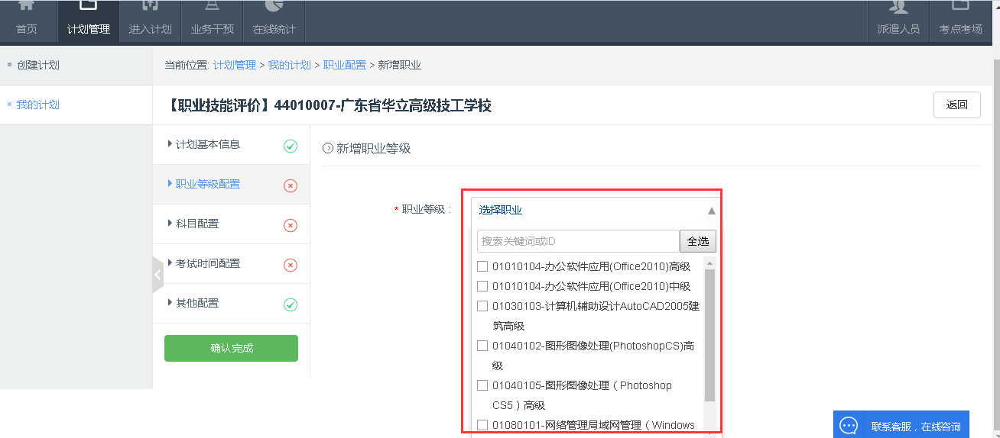 首页
计划管理
进入计划
业务干预
在线统计
派遣人员
考点考场
创建计划
我的计划
当前位置: 计划管理 > 我的计划 > 职业配置 > 新增职业
【职业技能评价】44010007-广东省华立高级技工学校
返回
计划基本信息
职业等级配置
科目配置
考试时间配置
其他配置
确认完成
新增职业等级
* 职业等级：
选择职业
搜索关键词或ID
全选
01010104-办公软件应用(Office2010)高级
01010104-办公软件应用(Office2010)中级
01030103-计算机辅助设计AutoCAD2005建
筑高级
01040102-图形图像处理(PhotoshopCS)高
级
01040105-图形图像处理（Photoshop
CS5）高级
01080101-网络管理局域网管理（Windows
联系客服，在线咨询